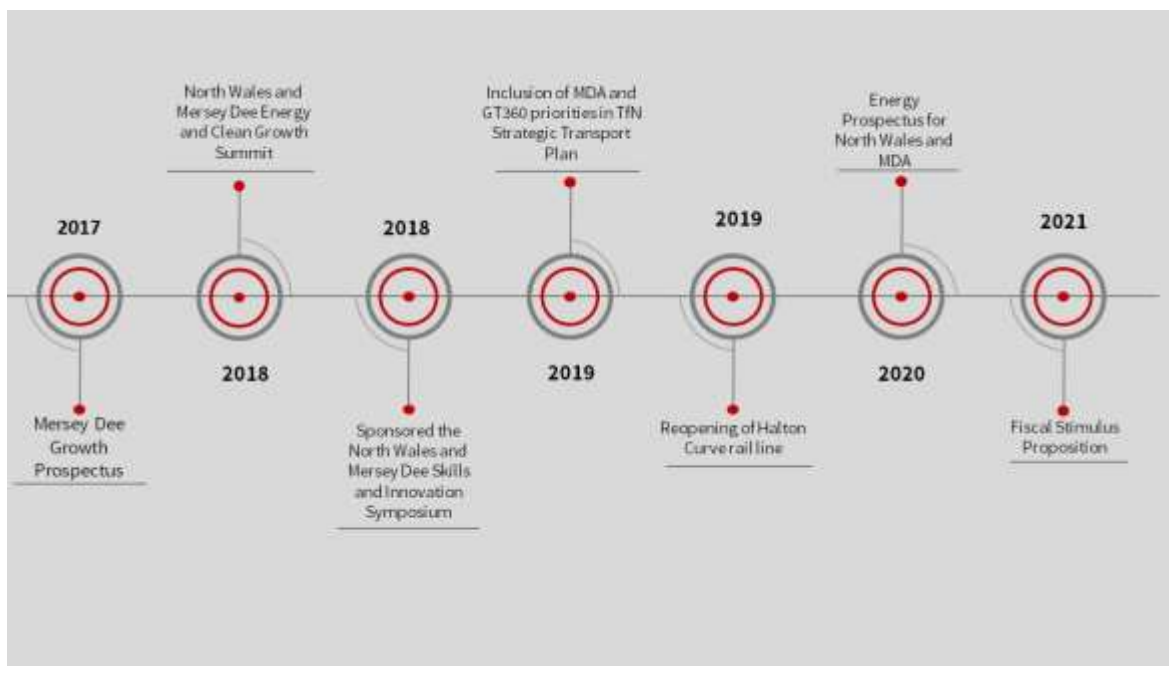 North Wales and
Mersey Dee Energy
and Clean Growth
Summit
Inclusion of MDA and
GT360 priorities in TfN
Strategic Transport
Plan
Energy
Prospectus for
North Wales and
MDA
2017
2018
2019
2021
2018
2019
2020
Mersey Dee
Growth
Prospectus
Sponsored the
North Wales and
Mersey Dee Skills
and Innovation
Symposium
Reopening of Halton
Curve rail line
Fiscal Stimulus
Proposition